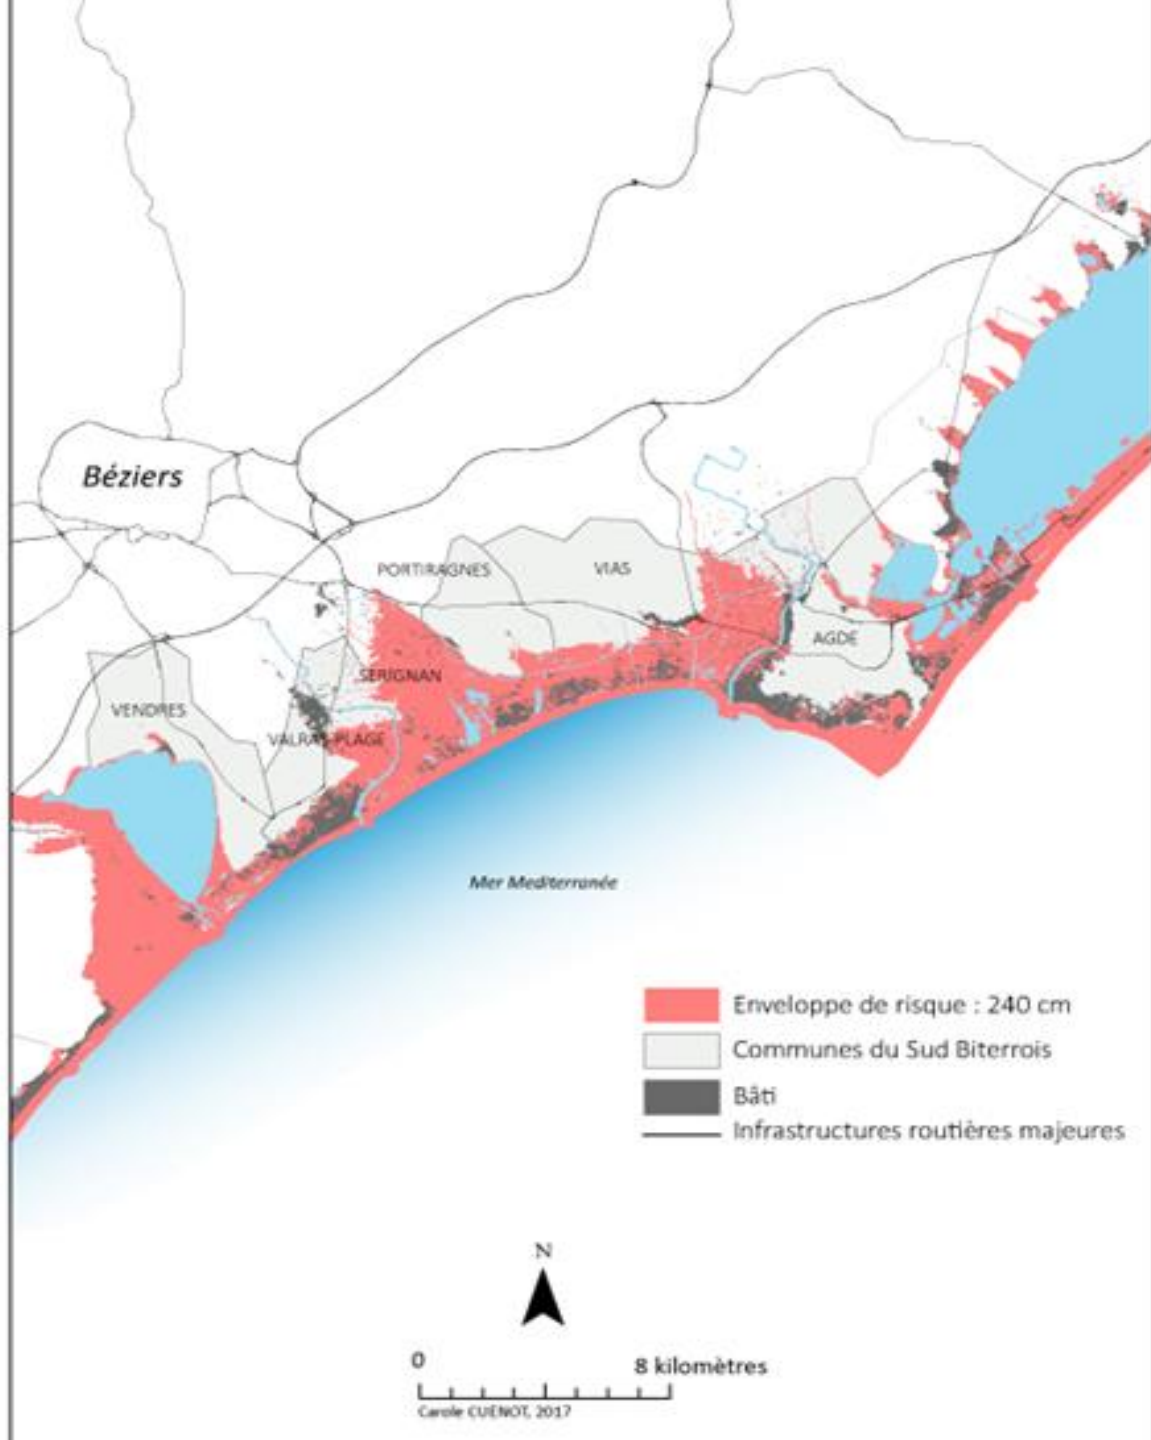 Béziers
PORTIRAGNES
VIAS
AGDE
SERIGNAN
VENDRES
VALRAS-PLAGE
Mer Mediterranée
Enveloppe de risque : 240 cm
Communes du Sud Biterrois
Bâti
Infrastructures routières majeures
N
0
8 kilomètres
Carole CUENOT, 2017